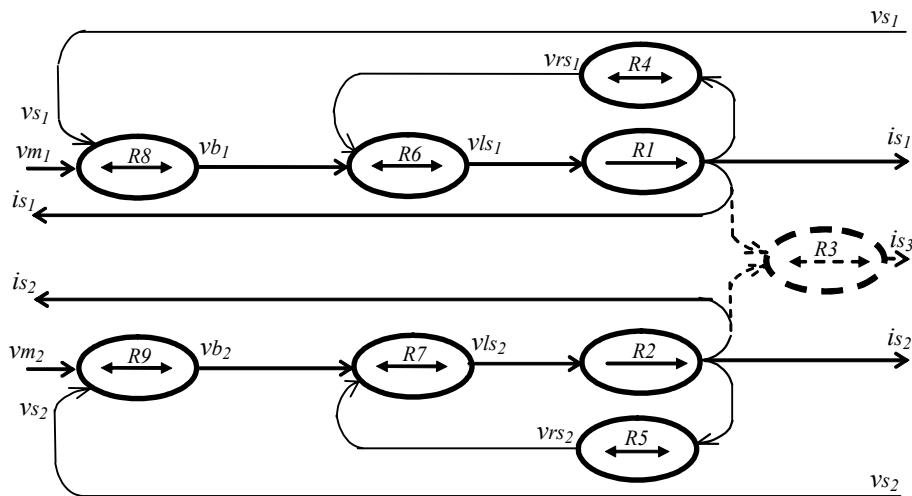 vs1
vrs1
R4
vs1
vm1
R8
vb1
R6
vls1
R1
is1
is1
R3
is3
is2
vm2
R9
vb2
R7
vls2
R2
is2
vs2
vrs2
R5
vs2